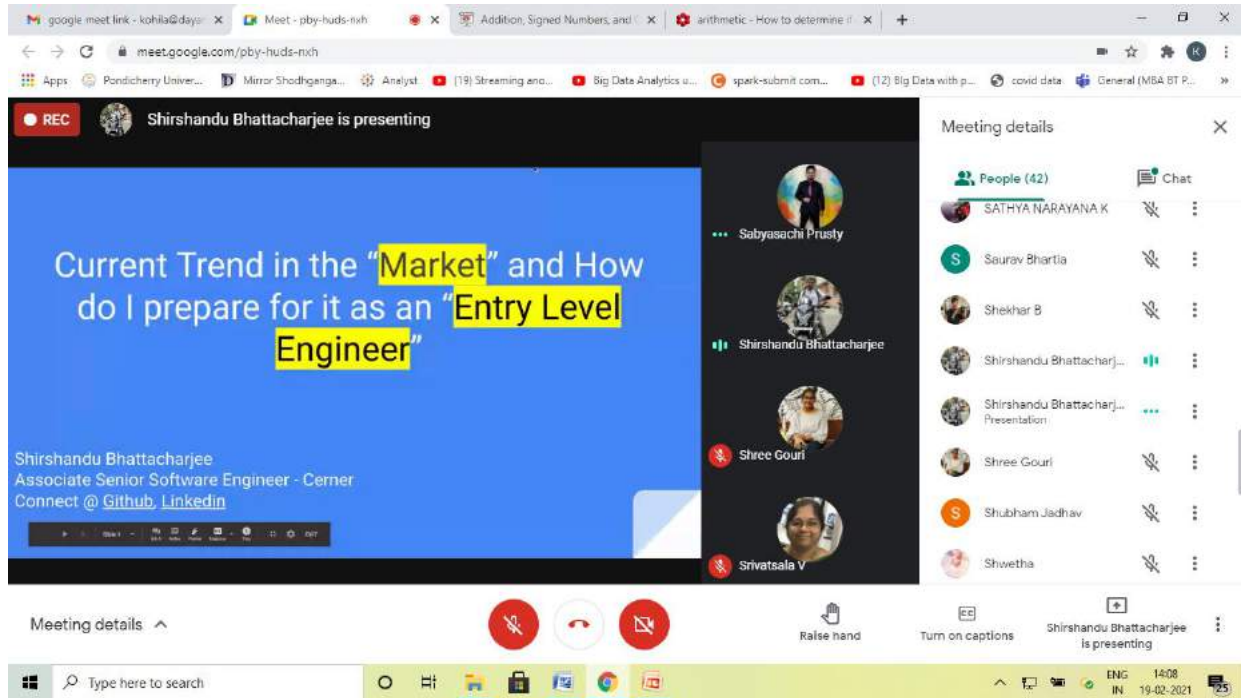 google meet link - kohila@daya
Meet - pby-huds-nxh
Addition, Signed Numbers, and
arithmetic - How to determine i
meet.google.com/pby-huds-nxh
K
Apps
Pondicherry Univer...
Mirror Shodhganga...
Analyst
(19) Streaming ano...
Big Data Analytics u...
spark-submit com...
(12) Big Data with p...
covid data
General (MBA BT P...
REC
Shirshandu Bhattacharjee is presenting
Current Trend in the “Market” and How
do I prepare for it as an “Entry Level
Engineer”
Shirshandu Bhattacharjee
Associate Senior Software Engineer - Cerner
Connect @ Github, Linkedin
Sabyasachi Prusty
Shirshandu Bhattacharjee
Shree Gouri
Srivatsala V
Meeting details
People (42)
Chat
SATHYA NARAYANA K
S
Saurav Bhartia
Shekhar B
Shirshandu Bhattacharj...
Shirshandu Bhattacharj...
Presentation
Shree Gouri
S
Shubham Jadhav
Shwetha
Meeting details
Raise hand
Turn on captions
Shirshandu Bhattacharjee
is presenting
Type here to search
ENG
IN
14:08
19-02-2021
25